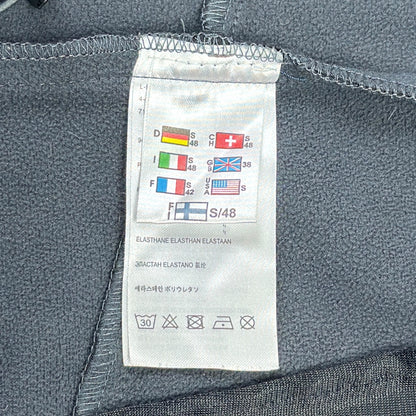 D S 48 CH S 48
I S 48 GB S 38
F S 42 USA S
FI S/48
ELASTHANE ELASTHAN ELASTAAN
ЭЛАСТАН ELASTANO 氨纶
엘라스테인 ポリウレタン
30